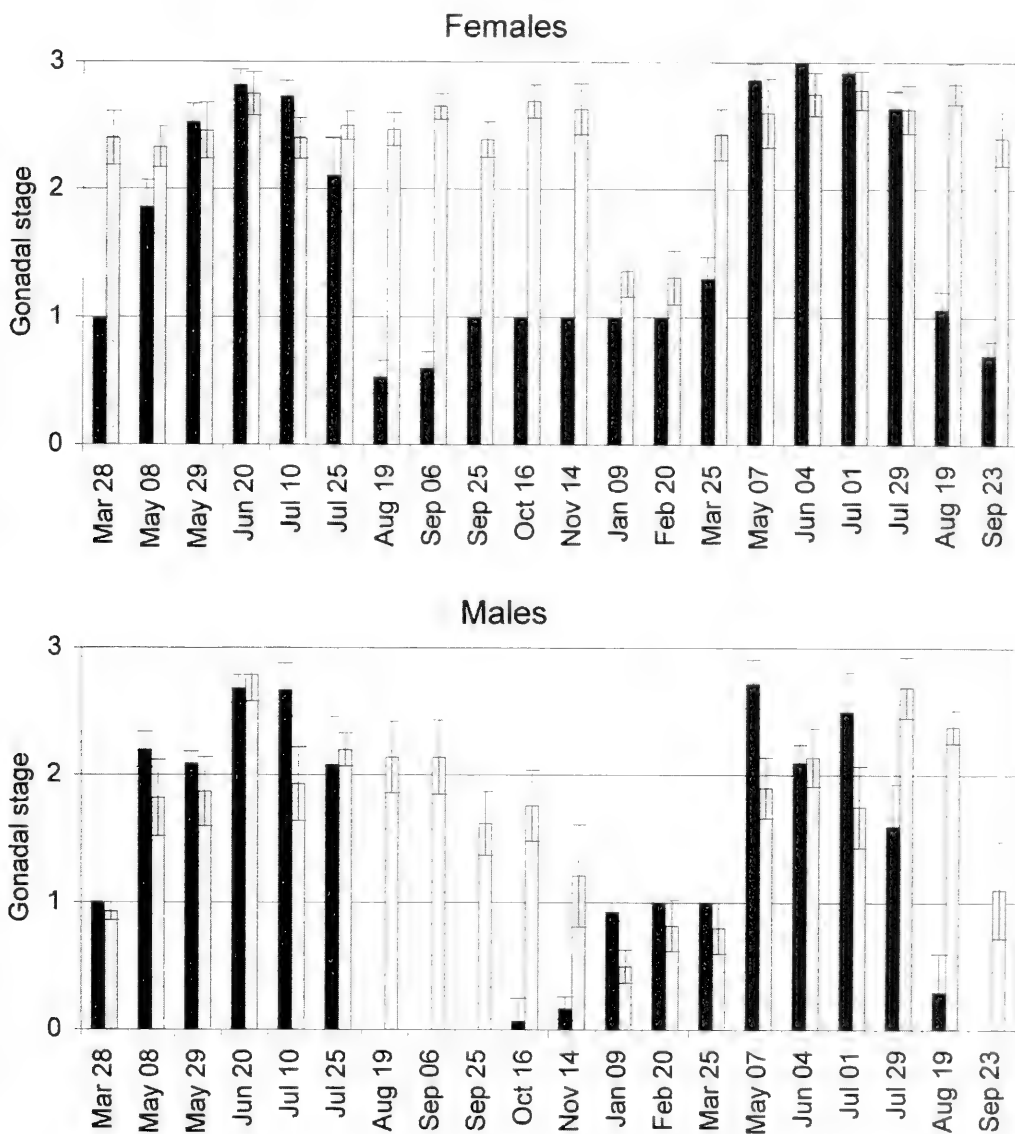 Females
Gonadal stage
3
2
1
0
Mar 28
May 08
May 29
Jun 20
Jul 10
Jul 25
Aug 19
Sep 06
Sep 25
Oct 16
Nov 14
Jan 09
Feb 20
Mar 25
May 07
Jun 04
Jul 01
Jul 29
Aug 19
Sep 23
Males
Gonadal stage
3
2
1
0
Mar 28
May 08
May 29
Jun 20
Jul 10
Jul 25
Aug 19
Sep 06
Sep 25
Oct 16
Nov 14
Jan 09
Feb 20
Mar 25
May 07
Jun 04
Jul 01
Jul 29
Aug 19
Sep 23